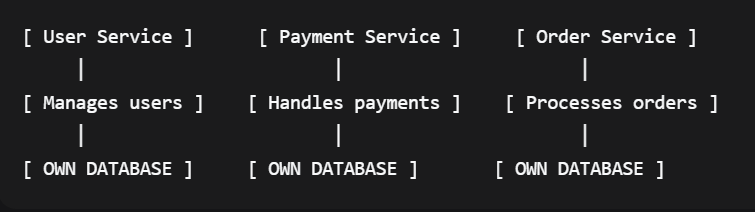 [ User Service ] [ Payment Service ] [ Order Service ]
| | |
[ Manages users ] [ Handles payments ] [ Processes orders ]
| | |
[ OWN DATABASE ] [ OWN DATABASE ] [ OWN DATABASE ]